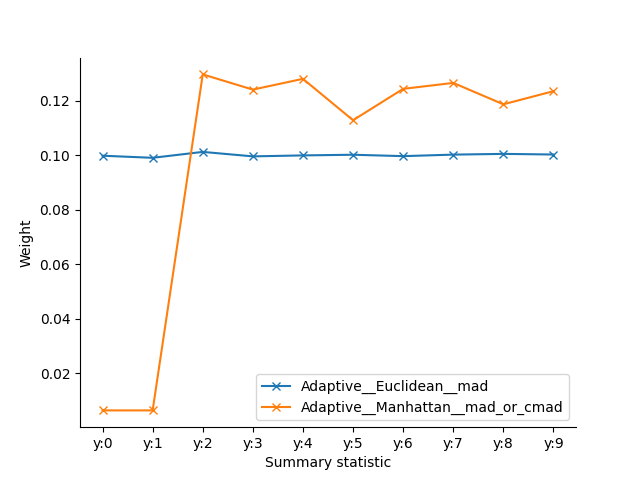 0.12
0.10
0.08
0.06
0.04
0.02
Weight
Adaptive__Euclidean__mad
Adaptive__Manhattan__mad_or_cmad
y:0 y:1 y:2 y:3 y:4 y:5 y:6 y:7 y:8 y:9
Summary statistic